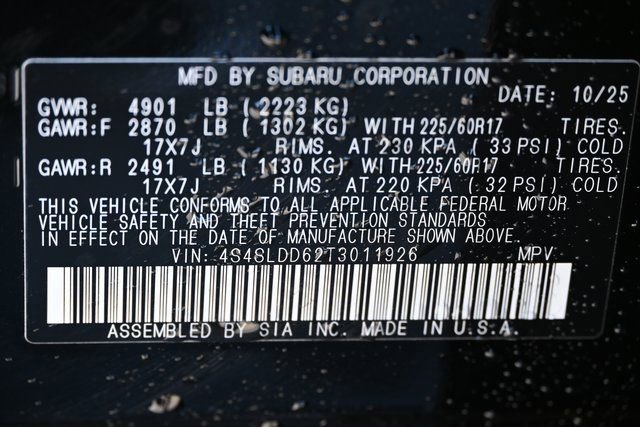 MFD BY SUBARU CORPORATION
DATE: 10/25
GVWR: 4901 LB ( 2223 KG)
GAWR:F 2870 LB ( 1302 KG) WITH 225/60R17 TIRES.
17X7J RIMS. AT 230 KPA ( 33 PSI) COLD
GAWR:R 2491 LB ( 1130 KG) WITH 225/60R17 TIRES.
17X7J RIMS. AT 220 KPA ( 32 PSI) COLD
THIS VEHICLE CONFORMS TO ALL APPLICABLE FEDERAL MOTOR
VEHICLE SAFETY AND THEFT PREVENTION STANDARDS
IN EFFECT ON THE DATE OF MANUFACTURE SHOWN ABOVE.
VIN: 4S4SLDD62T3011926 MPV
ASSEMBLED BY SIA INC. MADE IN U.S.A.